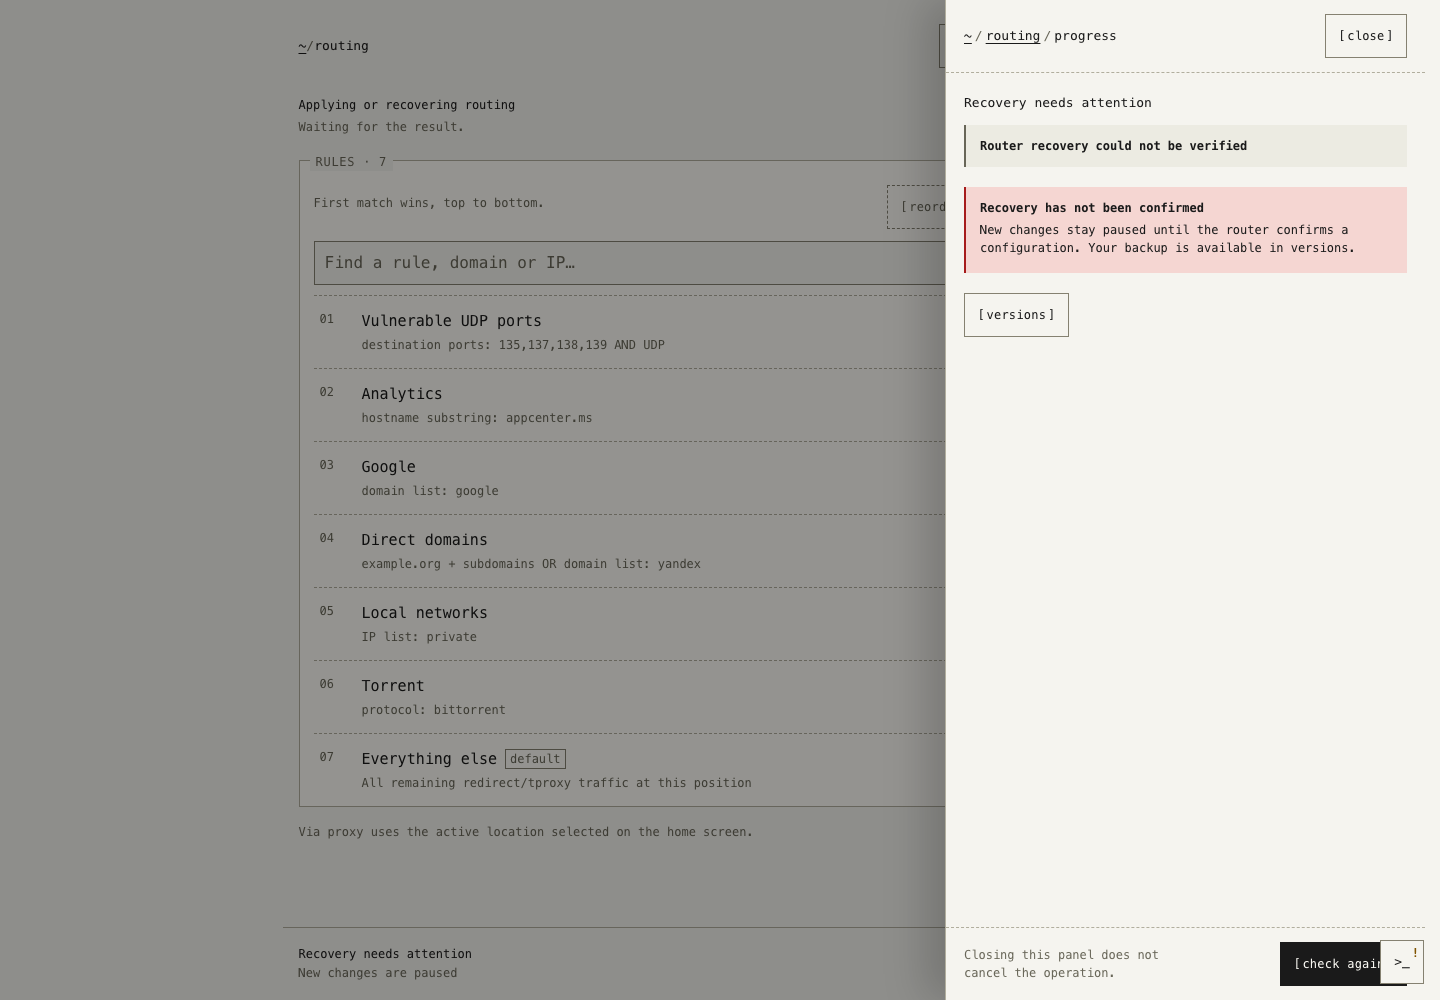 ~/routing
Applying or recovering routing
Waiting for the result.
RULES · 7
First match wins, top to bottom.
[reord
Find a rule, domain or IP…
01 Vulnerable UDP ports
destination ports: 135,137,138,139 AND UDP
02 Analytics
hostname substring: appcenter.ms
03 Google
domain list: google
04 Direct domains
example.org + subdomains OR domain list: yandex
05 Local networks
IP list: private
06 Torrent
protocol: bittorrent
07 Everything else default
All remaining redirect/tproxy traffic at this position
Via proxy uses the active location selected on the home screen.
Recovery needs attention
New changes are paused
~/routing/progress
[close]
Recovery needs attention
Router recovery could not be verified
Recovery has not been confirmed
New changes stay paused until the router confirms a
configuration. Your backup is available in versions.
[versions]
Closing this panel does not
cancel the operation.
[check again
>_ !